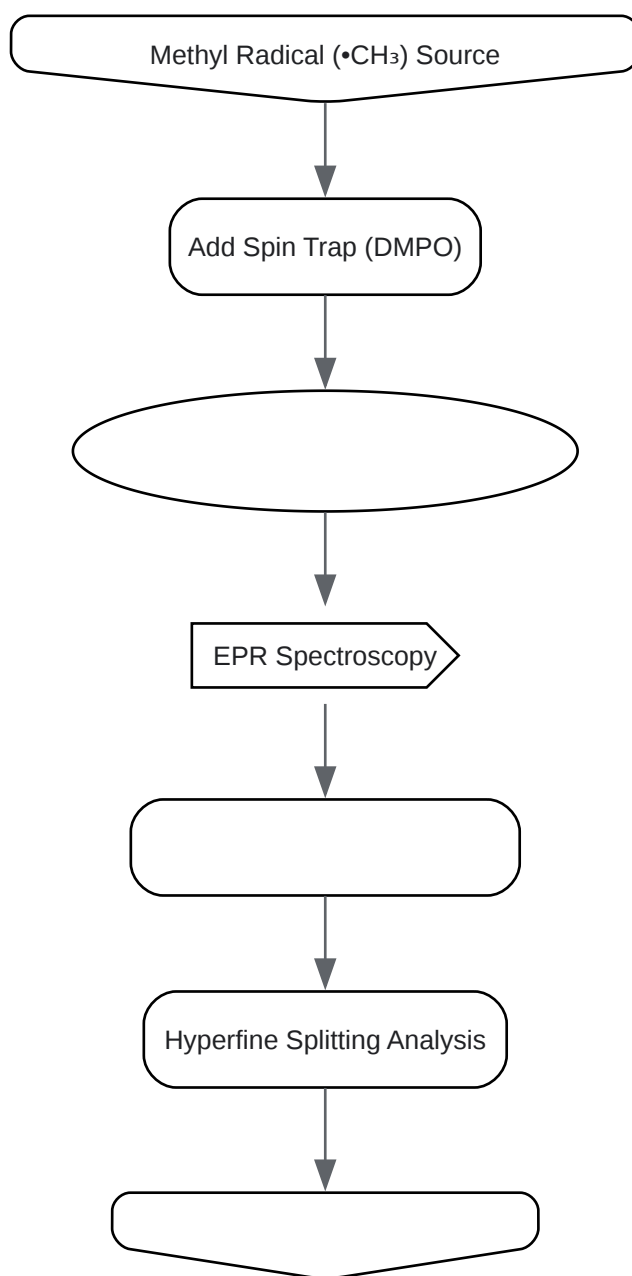 Methyl Radical (•CH₃) Source
Add Spin Trap (DMPO)
EPR Spectroscopy
Hyperfine Splitting Analysis